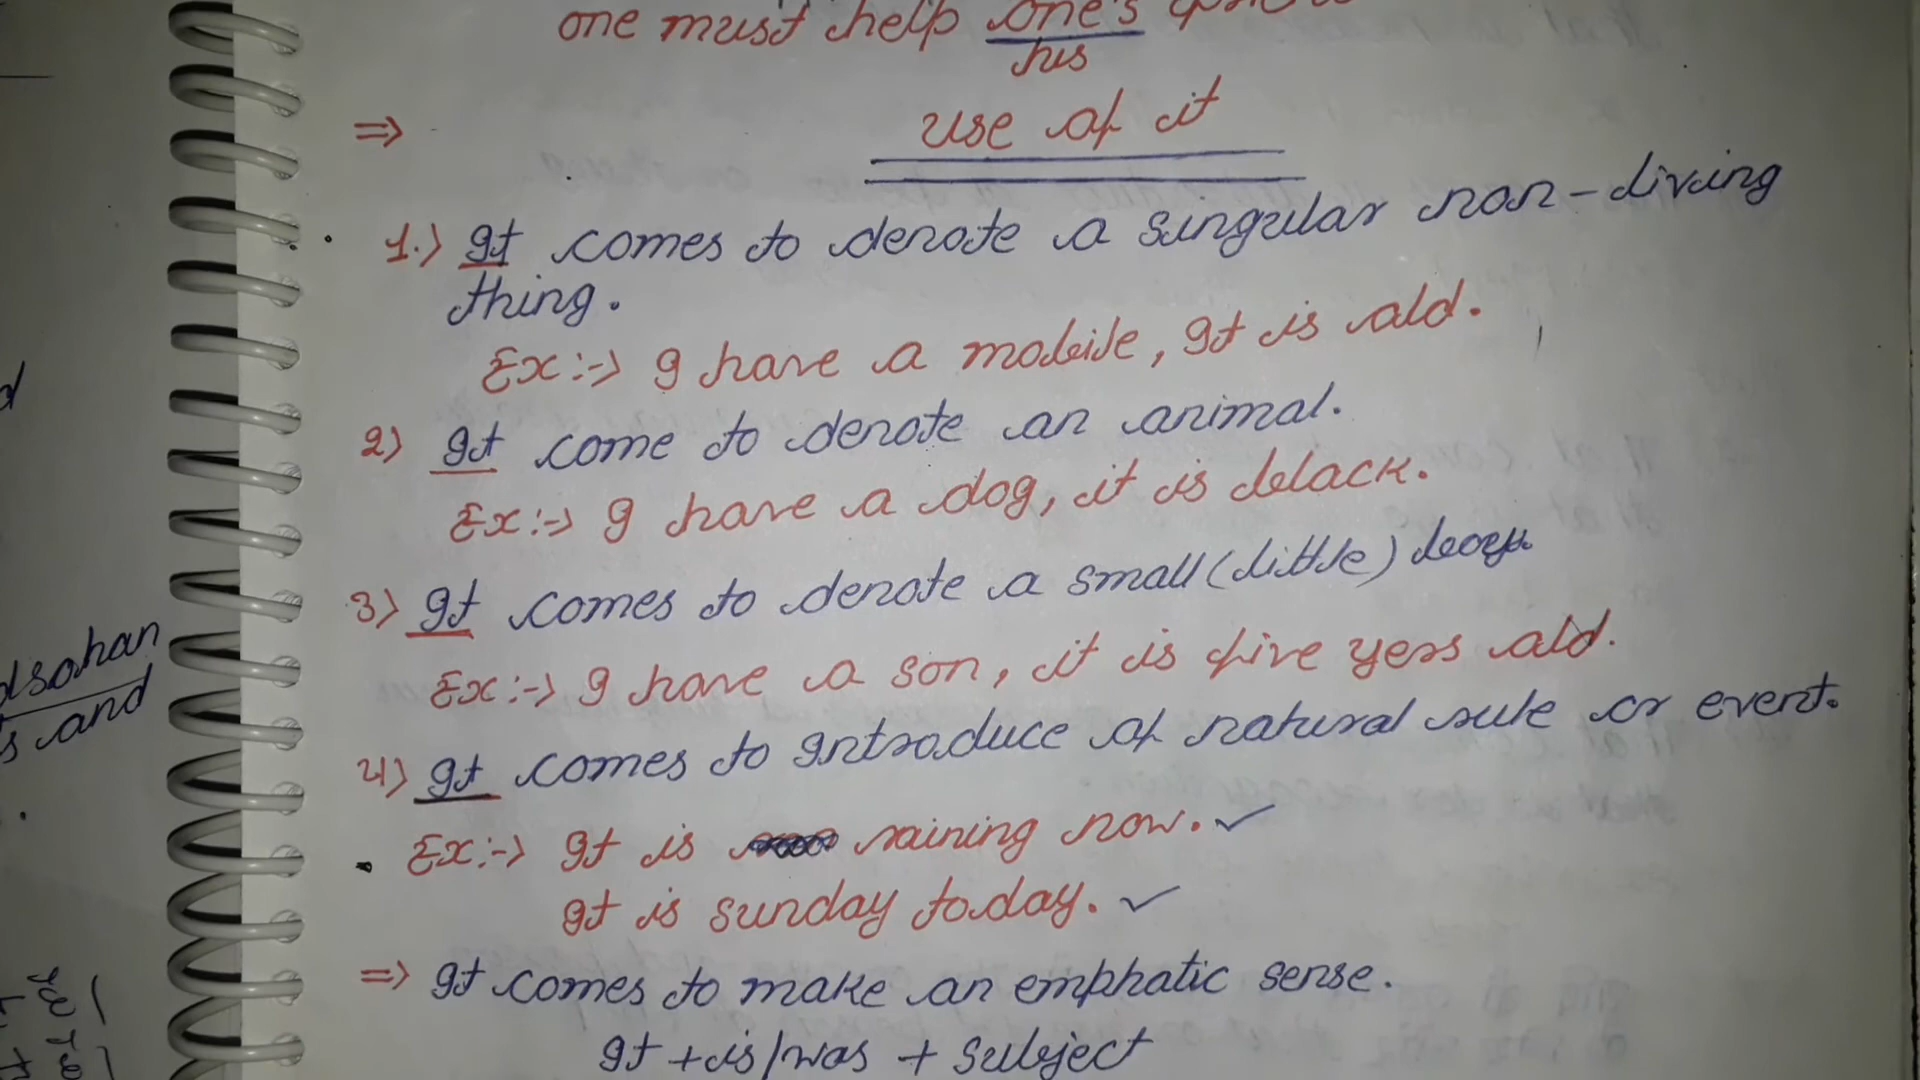 one must help one's
his
⇒ use of it
1.) It comes to denote a singular non-living
thing.
Ex:-> I have a mobile, It is old.
2) It come to denote an animal.
Ex:-> I have a dog, it is black.
3) It comes to denote a small (little) boy.
Ex:-> I have a son, it is five yers old.
4) It comes to Introduce of natural rule or event.
Ex:-> It is raining now. ✓
It is sunday today. ✓
⇒ It comes to make an emphatic sense.
It + is/was + Subject
and